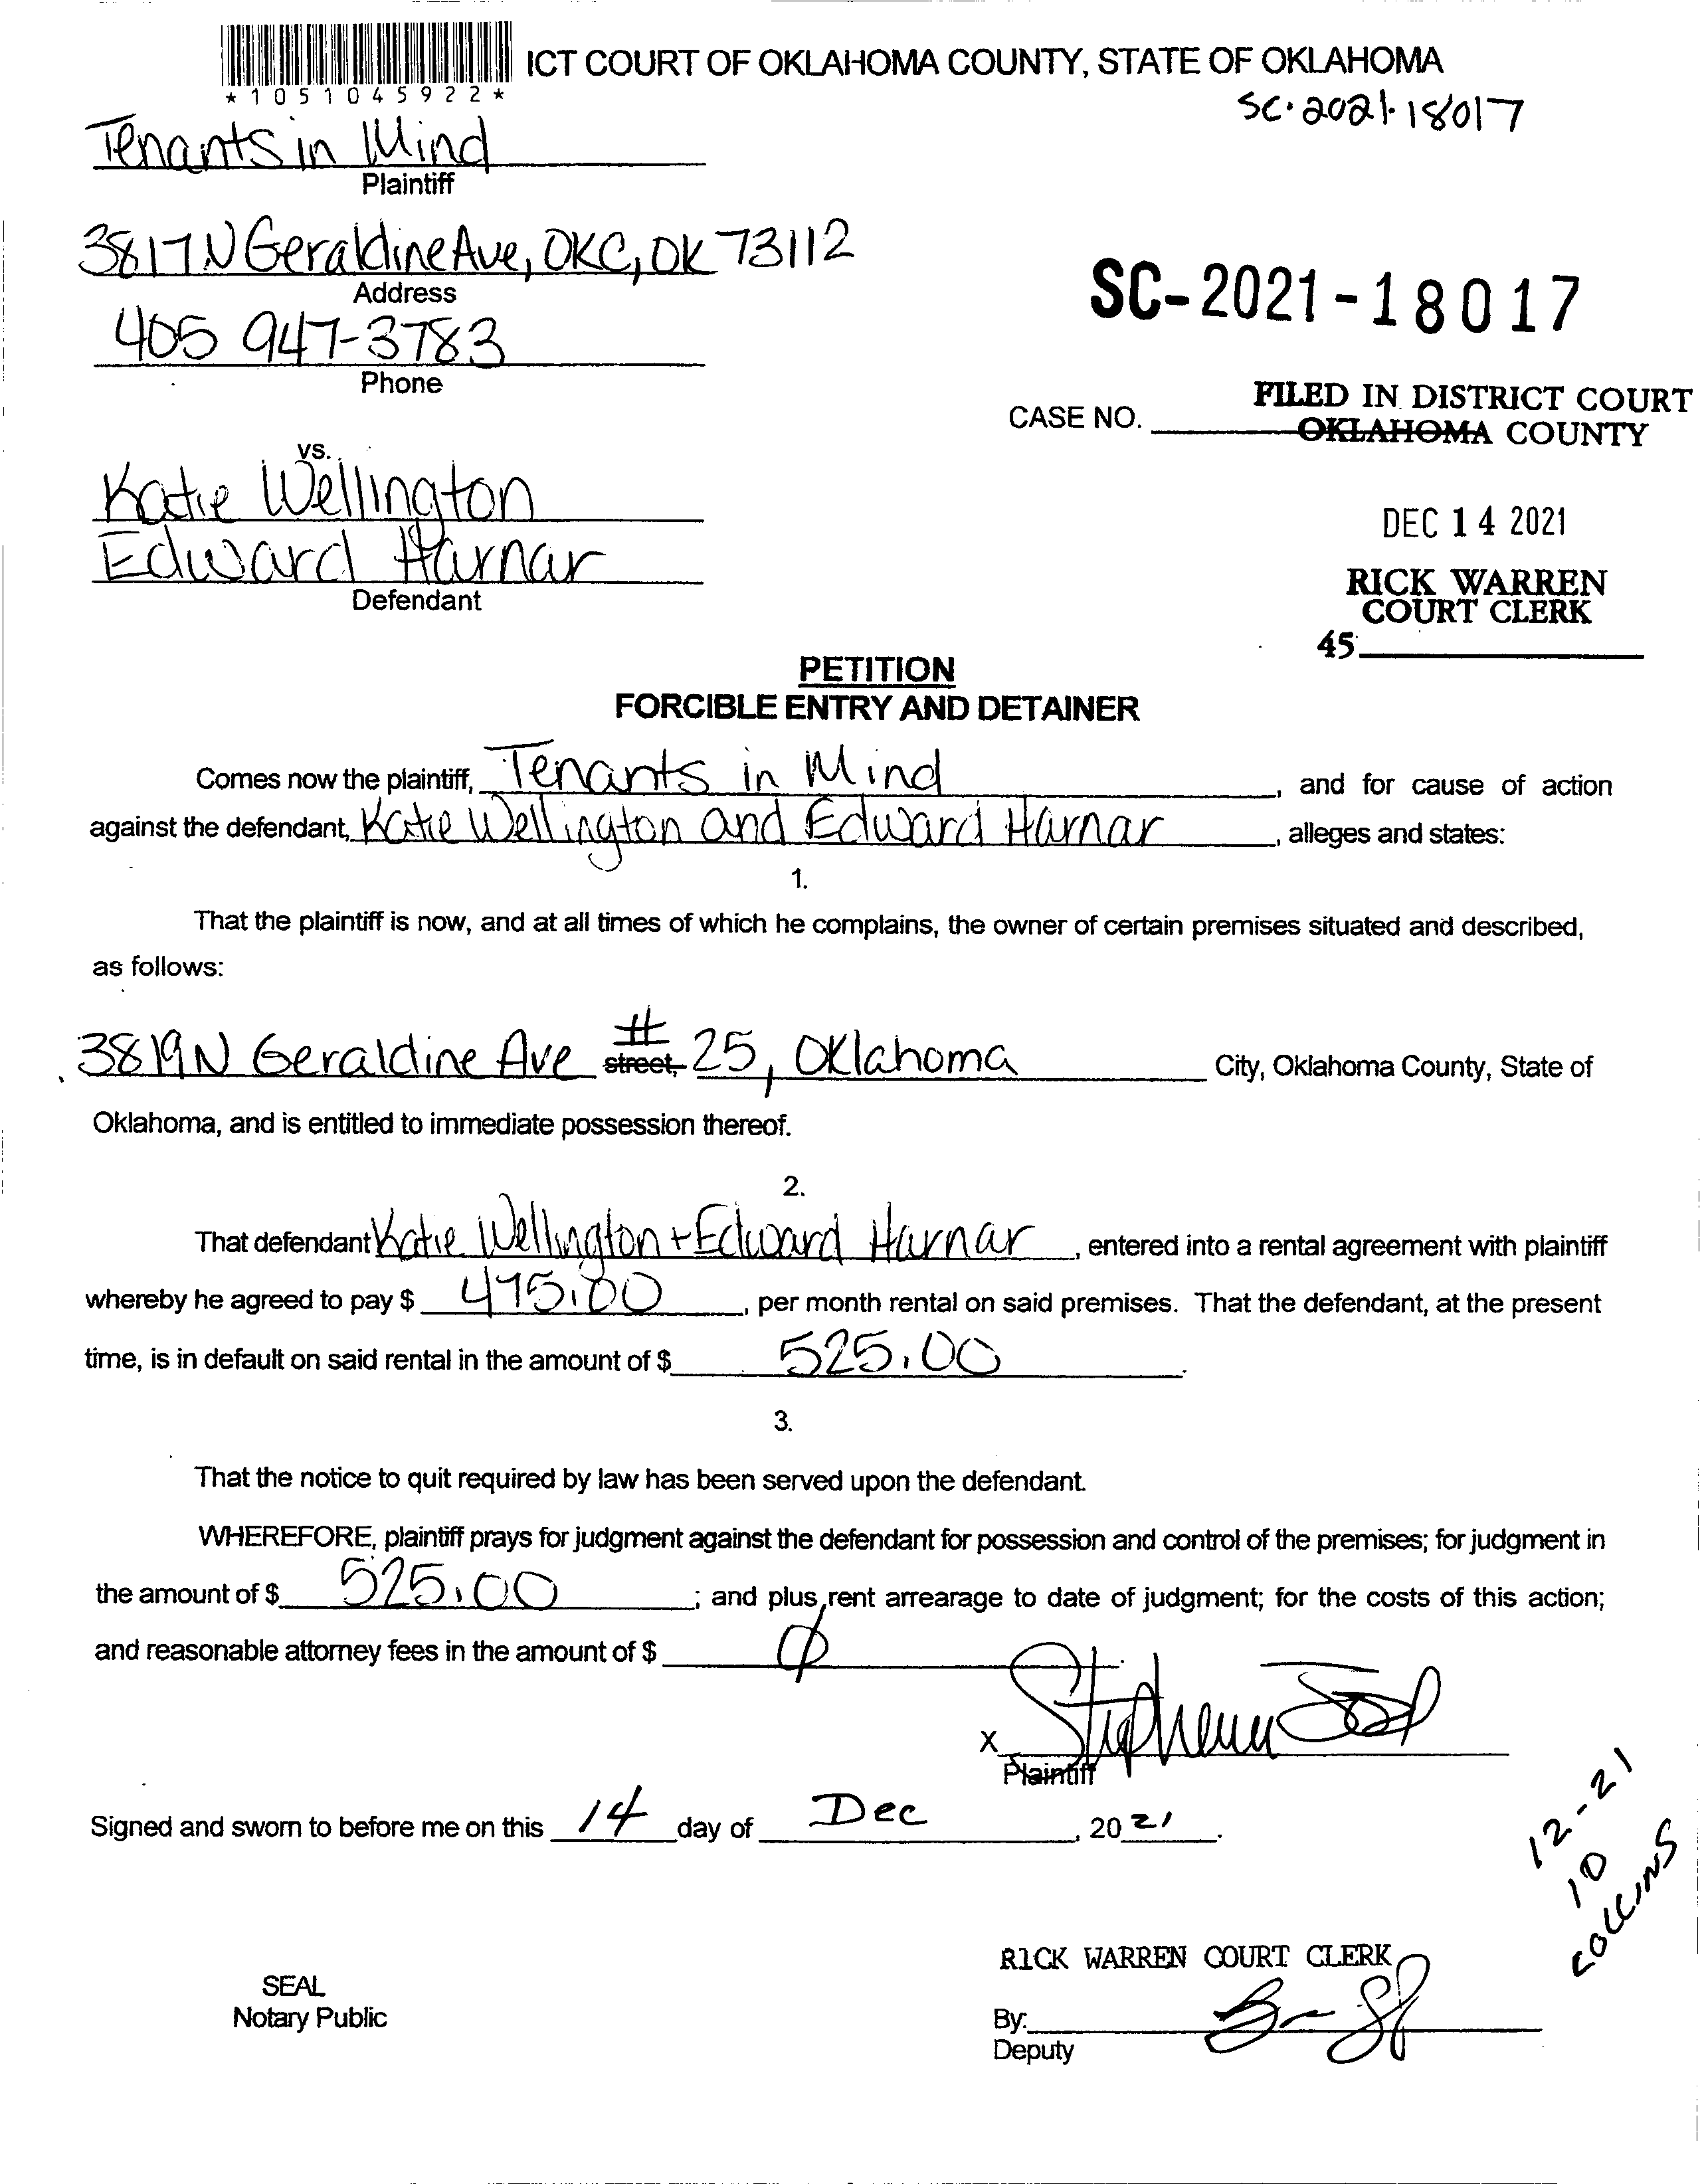 ICT COURT OF OKLAHOMA COUNTY, STATE OF OKLAHOMA
*1051045922*
SC-2021-18017
Tenants in Mind
Plaintiff
3817 N Geraldine Ave, OKC, OK 73112
Address
SC-2021-18017
405 947-3783
Phone
FILED IN DISTRICT COURT
CASE NO.
OKLAHOMA COUNTY
vs.
Katie Wellington
DEC 14 2021
Edward Harnar
Defendant
RICK WARREN
COURT CLERK
45
PETITION
FORCIBLE ENTRY AND DETAINER
Comes now the plaintiff, Tenants in Mind, and for cause of action
against the defendant, Katie Wellington and Edward Harnar, alleges and states:
1.
That the plaintiff is now, and at all times of which he complains, the owner of certain premises situated and described,
as follows:
3819 N Geraldine Ave # street, 25, Oklahoma City, Oklahoma County, State of
Oklahoma, and is entitled to immediate possession thereof.
2.
That defendant Katie Wellington + Edward Harnar, entered into a rental agreement with plaintiff
whereby he agreed to pay $ 475.00, per month rental on said premises. That the defendant, at the present
time, is in default on said rental in the amount of $ 525.00.
3.
That the notice to quit required by law has been served upon the defendant.
WHEREFORE, plaintiff prays for judgment against the defendant for possession and control of the premises; for judgment in
the amount of $ 525.00; and plus rent arrearage to date of judgment; for the costs of this action;
and reasonable attorney fees in the amount of $ 0
X
Plaintiff
Signed and sworn to before me on this 14 day of Dec, 2021.
12-21
10
COLLINS
RICK WARREN COURT CLERK
SEAL
Notary Public
By:
Deputy